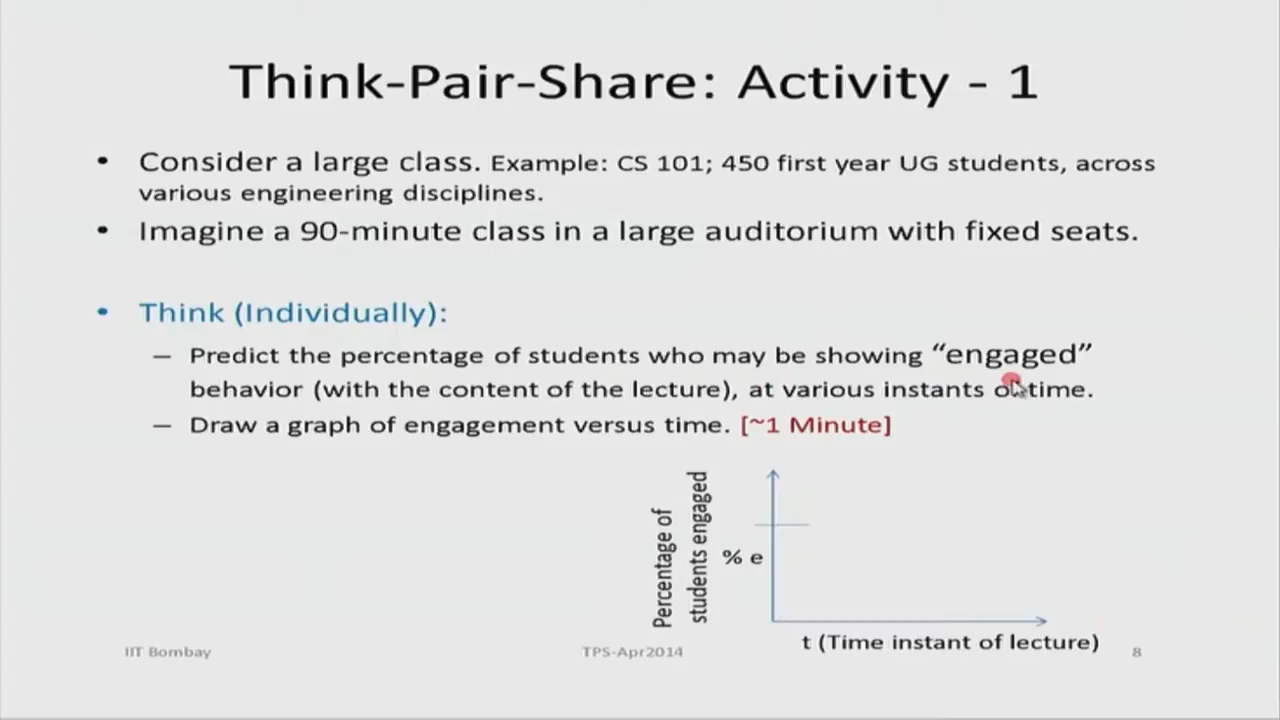 Think-Pair-Share: Activity - 1
• Consider a large class. Example: CS 101; 450 first year UG students, across
various engineering disciplines.
• Imagine a 90-minute class in a large auditorium with fixed seats.
• Think (Individually):
– Predict the percentage of students who may be showing “engaged”
behavior (with the content of the lecture), at various instants of time.
– Draw a graph of engagement versus time. [~1 Minute]
Percentage of
students engaged
% e
t (Time instant of lecture)
IIT Bombay
TPS-Apr2014
8